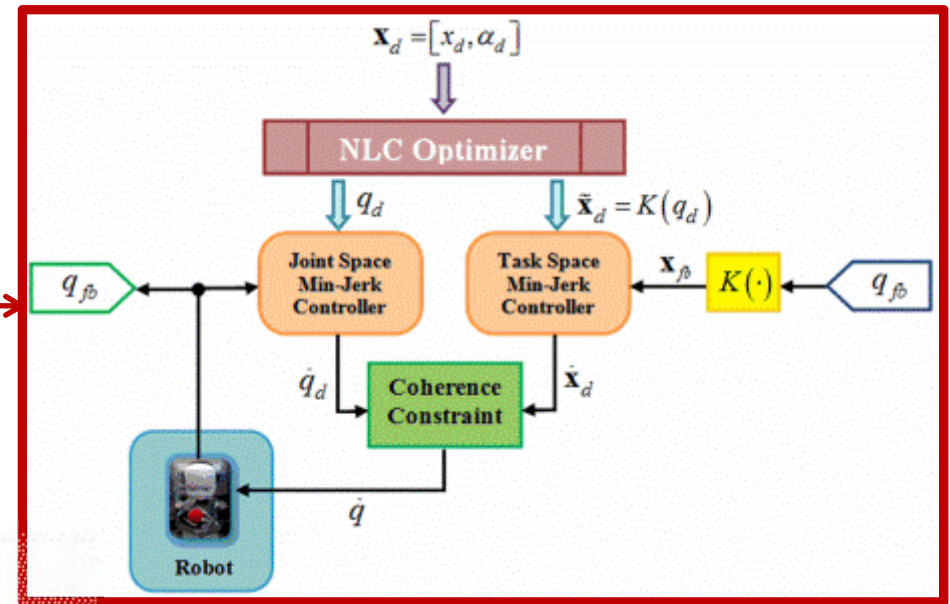 𝐱_d = [x_d, α_d]
NLC Optimizer
q_d
𝐱̃_d = K(q_d)
Joint Space
Min-Jerk
Controller
Task Space
Min-Jerk
Controller
q_fb
𝐱_fb
K(·)
q_fb
q̇_d
𝐱̇_d
Coherence
Constraint
q̇
Robot